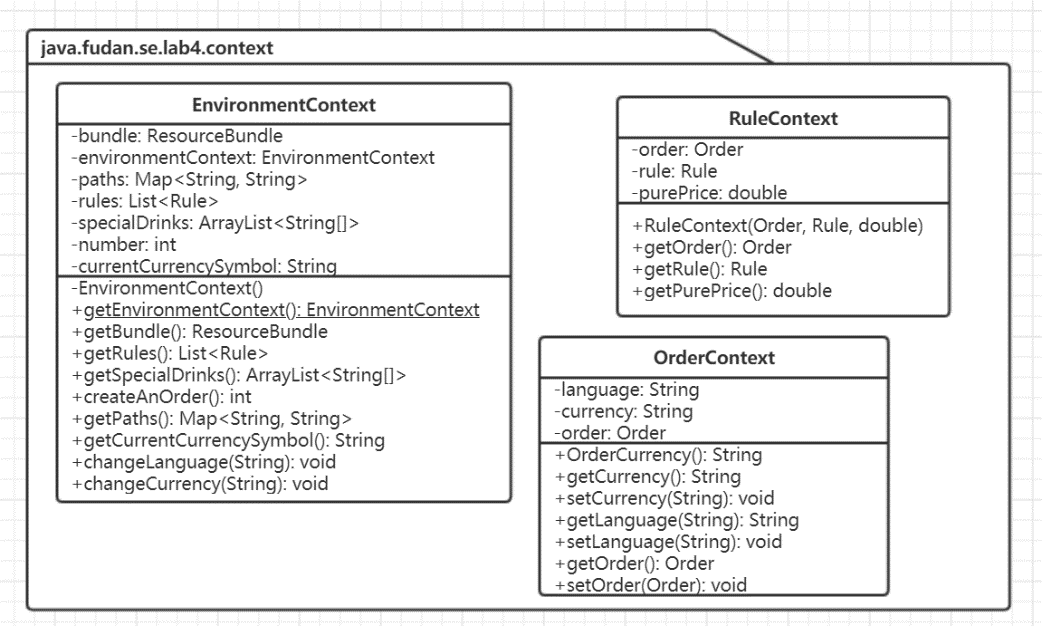 java.fudan.se.lab4.context
EnvironmentContext
-bundle: ResourceBundle
-environmentContext: EnvironmentContext
-paths: Map<String, String>
-rules: List<Rule>
-specialDrinks: ArrayList<String[]>
-number: int
-currentCurrencySymbol: String
-EnvironmentContext()
+getEnvironmentContext(): EnvironmentContext
+getBundle(): ResourceBundle
+getRules(): List<Rule>
+getSpecialDrinks(): ArrayList<String[]>
+createAnOrder(): int
+getPaths(): Map<String, String>
+getCurrentCurrencySymbol(): String
+changeLanguage(String): void
+changeCurrency(String): void
RuleContext
-order: Order
-rule: Rule
-purePrice: double
+RuleContext(Order, Rule, double)
+getOrder(): Order
+getRule(): Rule
+getPurePrice(): double
OrderContext
-language: String
-currency: String
-order: Order
+OrderCurrency(): String
+getCurrency(): String
+setCurrency(String): void
+getLanguage(String): String
+setLanguage(String): void
+getOrder(): Order
+setOrder(Order): void